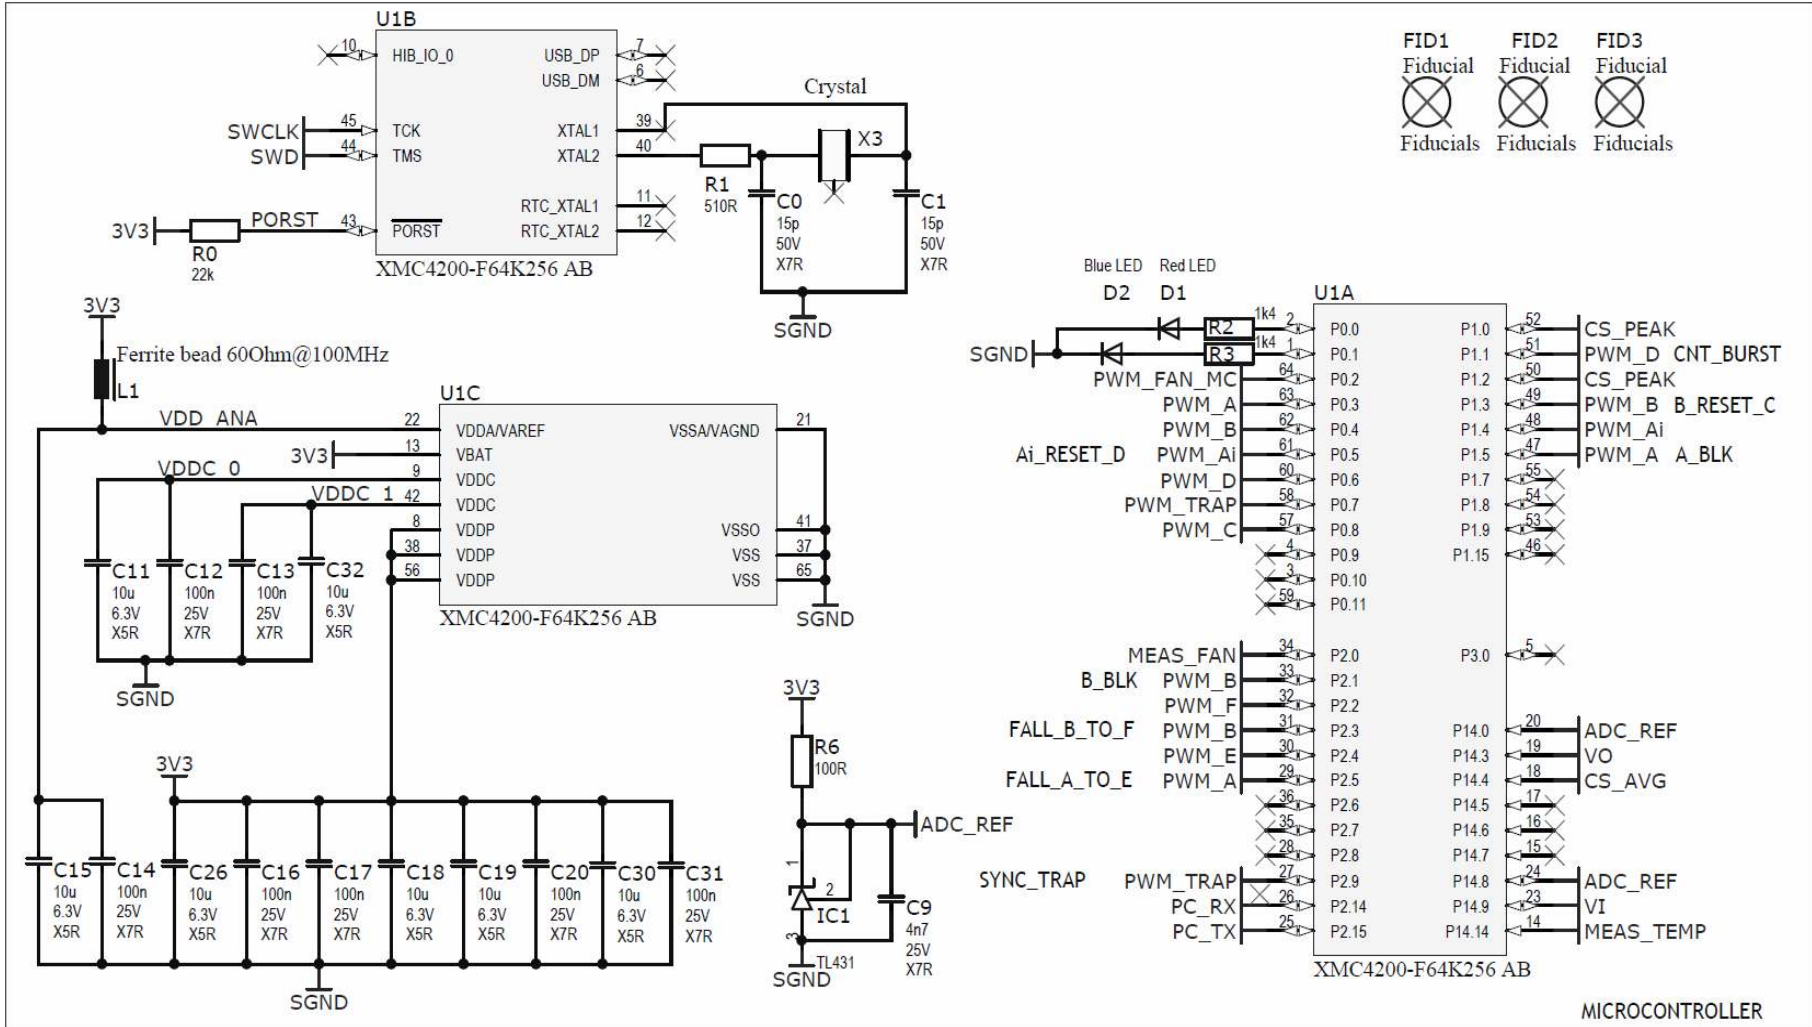 U1B
10 HIB_IO_0 USB_DP 7
USB_DM 6
SWCLK 45 TCK XTAL1 39
SWD 44 TMS XTAL2 40
RTC_XTAL1 11
3V3 R0 22k PORST 43 PORST RTC_XTAL2 12
XMC4200-F64K256 AB
Crystal
X3
R1
510R
C0
15p
50V
X7R
C1
15p
50V
X7R
SGND
FID1 FID2 FID3
Fiducial Fiducial Fiducial
Fiducials Fiducials Fiducials
3V3
Ferrite bead 60Ohm@100MHz
L1
U1C
VDD_ANA 22 VDDA/VAREF VSSA/VAGND 21
3V3 13 VBAT
VDDC_0 9 VDDC
VDDC_1 42 VDDC
8 VDDP VSSO 41
38 VDDP VSS 37
56 VDDP VSS 65
XMC4200-F64K256 AB
SGND
C11
10u
6.3V
X5R
C12
100n
25V
X7R
C13
100n
25V
X7R
C32
10u
6.3V
X5R
SGND
3V3
C15
10u
6.3V
X5R
C14
100n
25V
X7R
C26
10u
6.3V
X5R
C16
100n
25V
X7R
C17
100n
25V
X7R
C18
10u
6.3V
X5R
C19
10u
6.3V
X5R
C20
100n
25V
X7R
C30
10u
6.3V
X5R
C31
100n
25V
X7R
SGND
3V3
R6
100R
ADC_REF
1
2
IC1
3
TL431
C9
4n7
25V
X7R
SGND
Blue LED Red LED
D2 D1
U1A
R2 1k4 2 P0.0 P1.0 52 CS_PEAK
SGND R3 1k4 1 P0.1 P1.1 51 PWM_D CNT_BURST
PWM_FAN_MC 64 P0.2 P1.2 50 CS_PEAK
PWM_A 63 P0.3 P1.3 49 PWM_B B_RESET_C
PWM_B 62 P0.4 P1.4 48 PWM_Ai
Ai_RESET_D PWM_Ai 61 P0.5 P1.5 47 PWM_A A_BLK
PWM_D 60 P0.6 P1.7 55
PWM_TRAP 58 P0.7 P1.8 54
PWM_C 57 P0.8 P1.9 53
4 P0.9 P1.15 46
3 P0.10
59 P0.11
MEAS_FAN 34 P2.0 P3.0 5
B_BLK PWM_B 33 P2.1
PWM_F 32 P2.2
FALL_B_TO_F PWM_B 31 P2.3 P14.0 20 ADC_REF
PWM_E 30 P2.4 P14.3 19 VO
FALL_A_TO_E PWM_A 29 P2.5 P14.4 18 CS_AVG
36 P2.6 P14.5 17
35 P2.7 P14.6 16
28 P2.8 P14.7 15
SYNC_TRAP PWM_TRAP 27 P2.9 P14.8 24 ADC_REF
PC_RX 26 P2.14 P14.9 23 VI
PC_TX 25 P2.15 P14.14 14 MEAS_TEMP
XMC4200-F64K256 AB
MICROCONTROLLER